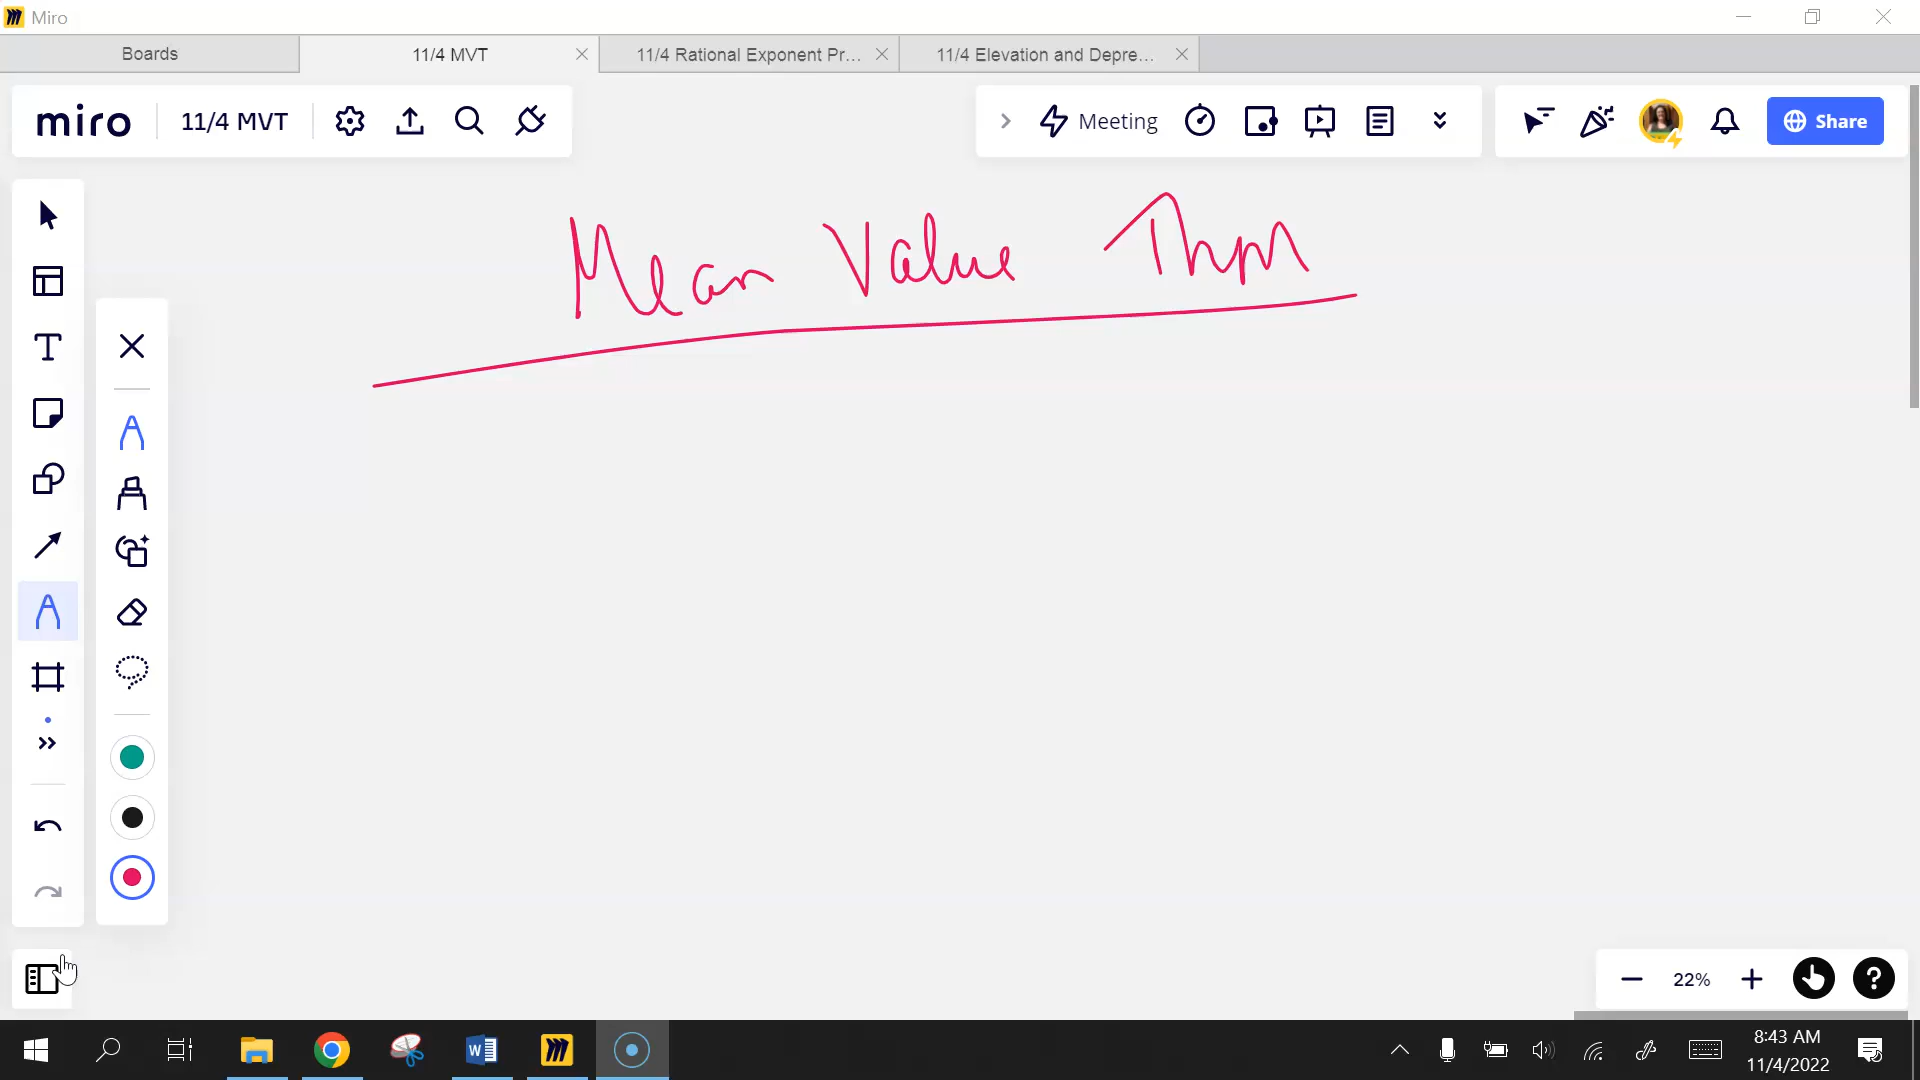 Miro
Boards
11/4 MVT
11/4 Rational Exponent Pr...
11/4 Elevation and Depre...
miro
11/4 MVT
Meeting
Share
Mean Value Thm
22%
8:43 AM
11/4/2022